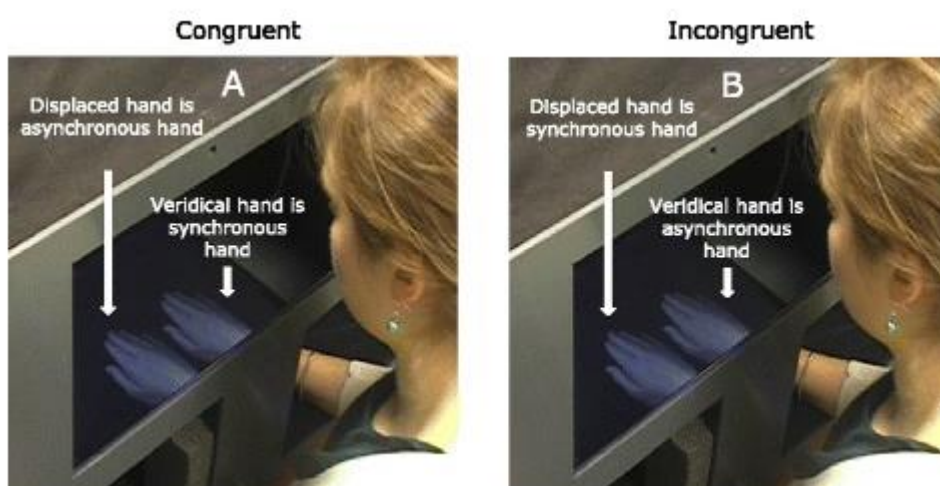 Congruent
Incongruent
A
Displaced hand is
asynchronous hand
Veridical hand is
synchronous
hand
B
Displaced hand is
synchronous hand
Veridical hand is
asynchronous
hand